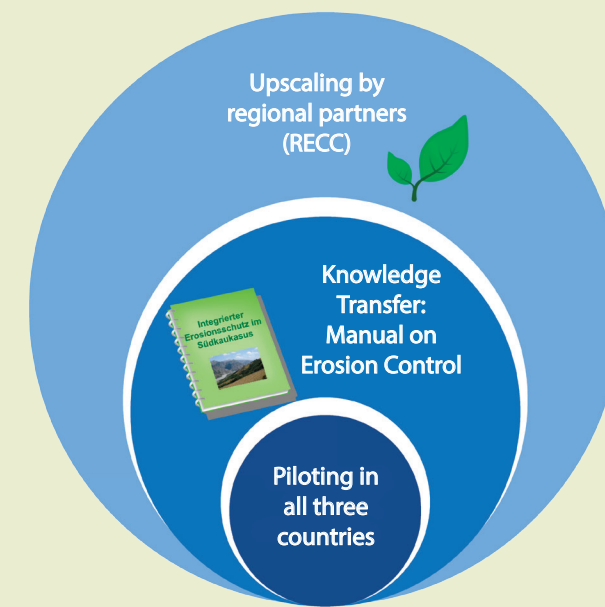 Upscaling by
regional partners
(RECC)
Knowledge
Transfer:
Manual on
Erosion Control
Integrierter
Erosionsschutz im
Südkaukasus
Piloting in
all three
countries